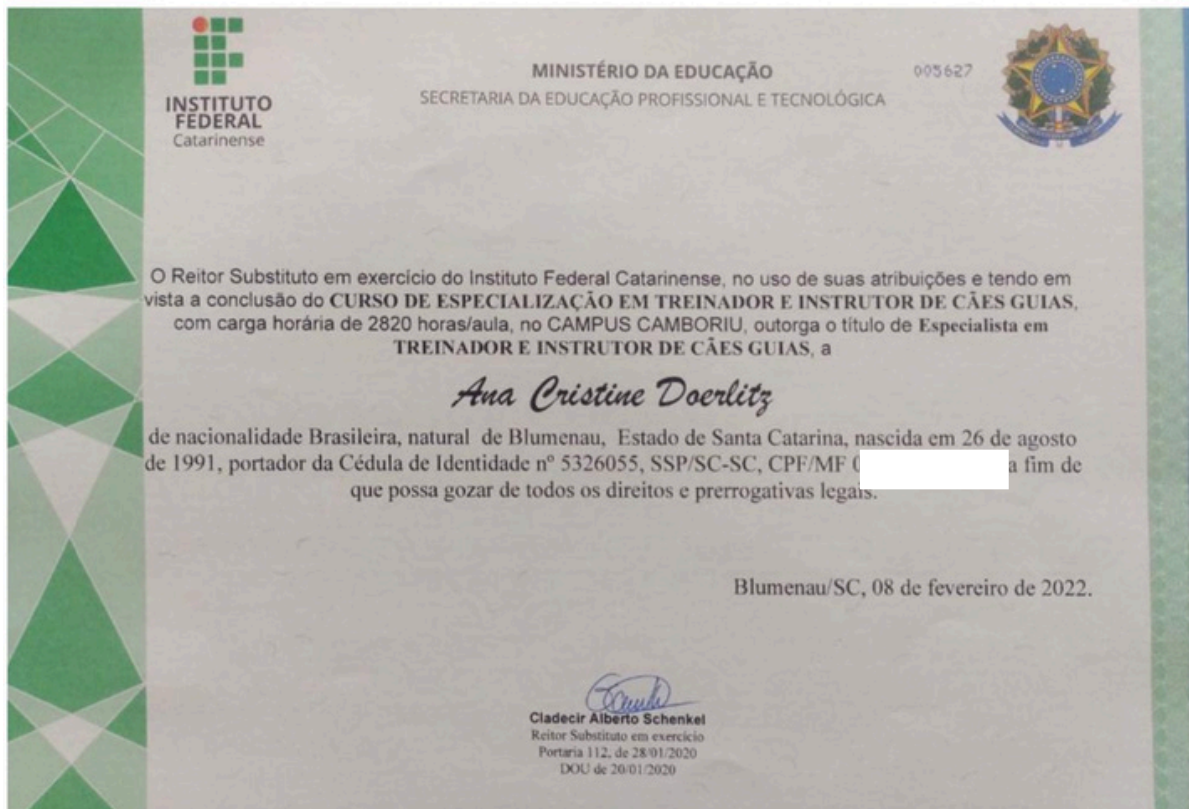 INSTITUTO
FEDERAL
Catarinense
MINISTÉRIO DA EDUCAÇÃO
SECRETARIA DA EDUCAÇÃO PROFISSIONAL E TECNOLÓGICA
005627
O Reitor Substituto em exercício do Instituto Federal Catarinense, no uso de suas atribuições e tendo em
vista a conclusão do CURSO DE ESPECIALIZAÇÃO EM TREINADOR E INSTRUTOR DE CÃES GUIAS,
com carga horária de 2820 horas/aula, no CAMPUS CAMBORIU, outorga o título de Especialista em
TREINADOR E INSTRUTOR DE CÃES GUIAS, a
Ana Cristine Doerlitz
de nacionalidade Brasileira, natural de Blumenau, Estado de Santa Catarina, nascida em 26 de agosto
de 1991, portador da Cédula de Identidade nº 5326055, SSP/SC-SC, CPF/MF a fim de
que possa gozar de todos os direitos e prerrogativas legais.
Blumenau/SC, 08 de fevereiro de 2022.
Cladecir Alberto Schenkel
Reitor Substituto em exercício
Portaria 112, de 28/01/2020
DOU de 20/01/2020